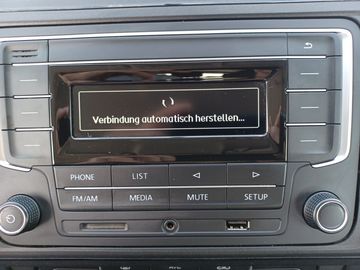 Verbindung automatisch herstellen...
PHONE LIST
FM/AM MEDIA MUTE SETUP